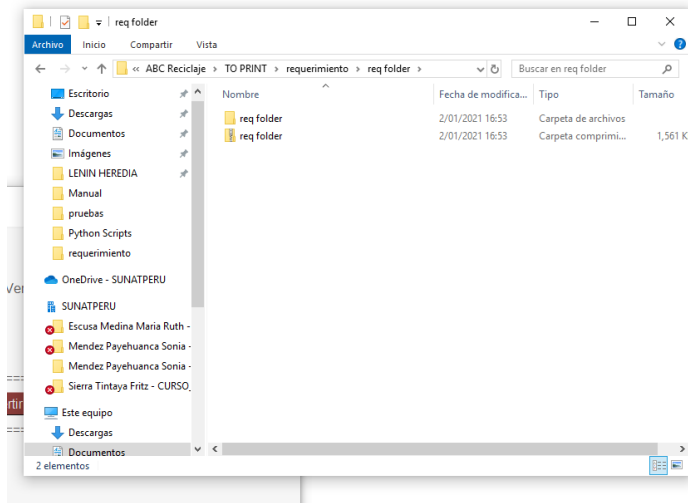 req folder
Archivo Inicio Compartir Vista
« ABC Reciclaje > TO PRINT > requerimiento > req folder > Buscar en req folder
Nombre Fecha de modifica... Tipo Tamaño
req folder 2/01/2021 16:53 Carpeta de archivos
req folder 2/01/2021 16:53 Carpeta comprimi... 1,561 K
Escritorio
Descargas
Documentos
Imágenes
LENIN HEREDIA
Manual
pruebas
Python Scripts
requerimiento
OneDrive - SUNATPERU
SUNATPERU
Escusa Medina Maria Ruth -
Mendez Payehuanca Sonia -
Mendez Payehuanca Sonia -
Sierra Tintaya Fritz - CURSO_
Este equipo
Descargas
Documentos
2 elementos
Ver
rtir